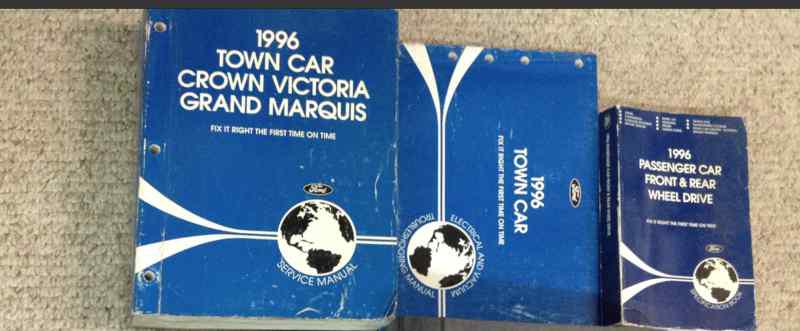 1996
TOWN CAR
CROWN VICTORIA
GRAND MARQUIS
FIX IT RIGHT THE FIRST TIME ON TIME
Ford
SERVICE MANUAL
1996
TOWN CAR
FIX IT RIGHT THE FIRST TIME ON TIME
Ford
ELECTRICAL AND VACUUM
TROUBLESHOOTING MANUAL
1996
PASSENGER CAR
FRONT & REAR
WHEEL DRIVE
FIX IT RIGHT THE FIRST TIME ON TIME
Ford
SPECIFICATION BOOK